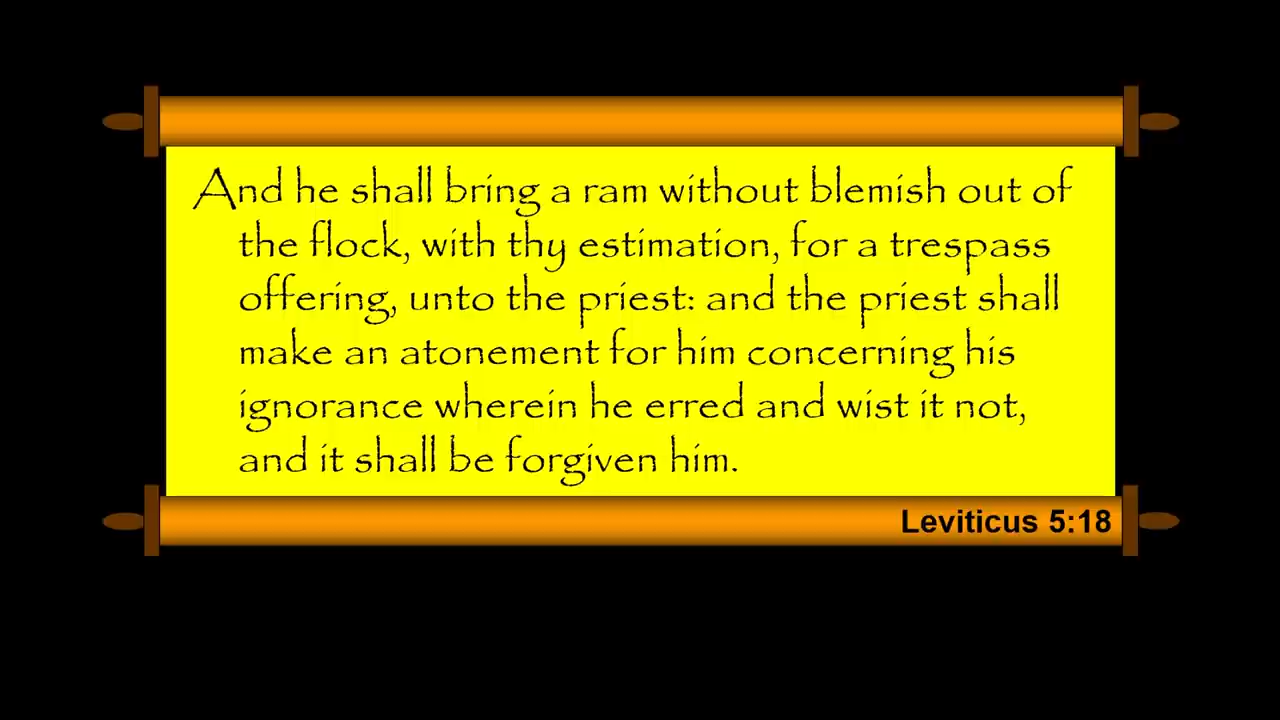 And he shall bring a ram without blemish out of
the flock, with thy estimation, for a trespass
offering, unto the priest: and the priest shall
make an atonement for him concerning his
ignorance wherein he erred and wist it not,
and it shall be forgiven him.
Leviticus 5:18